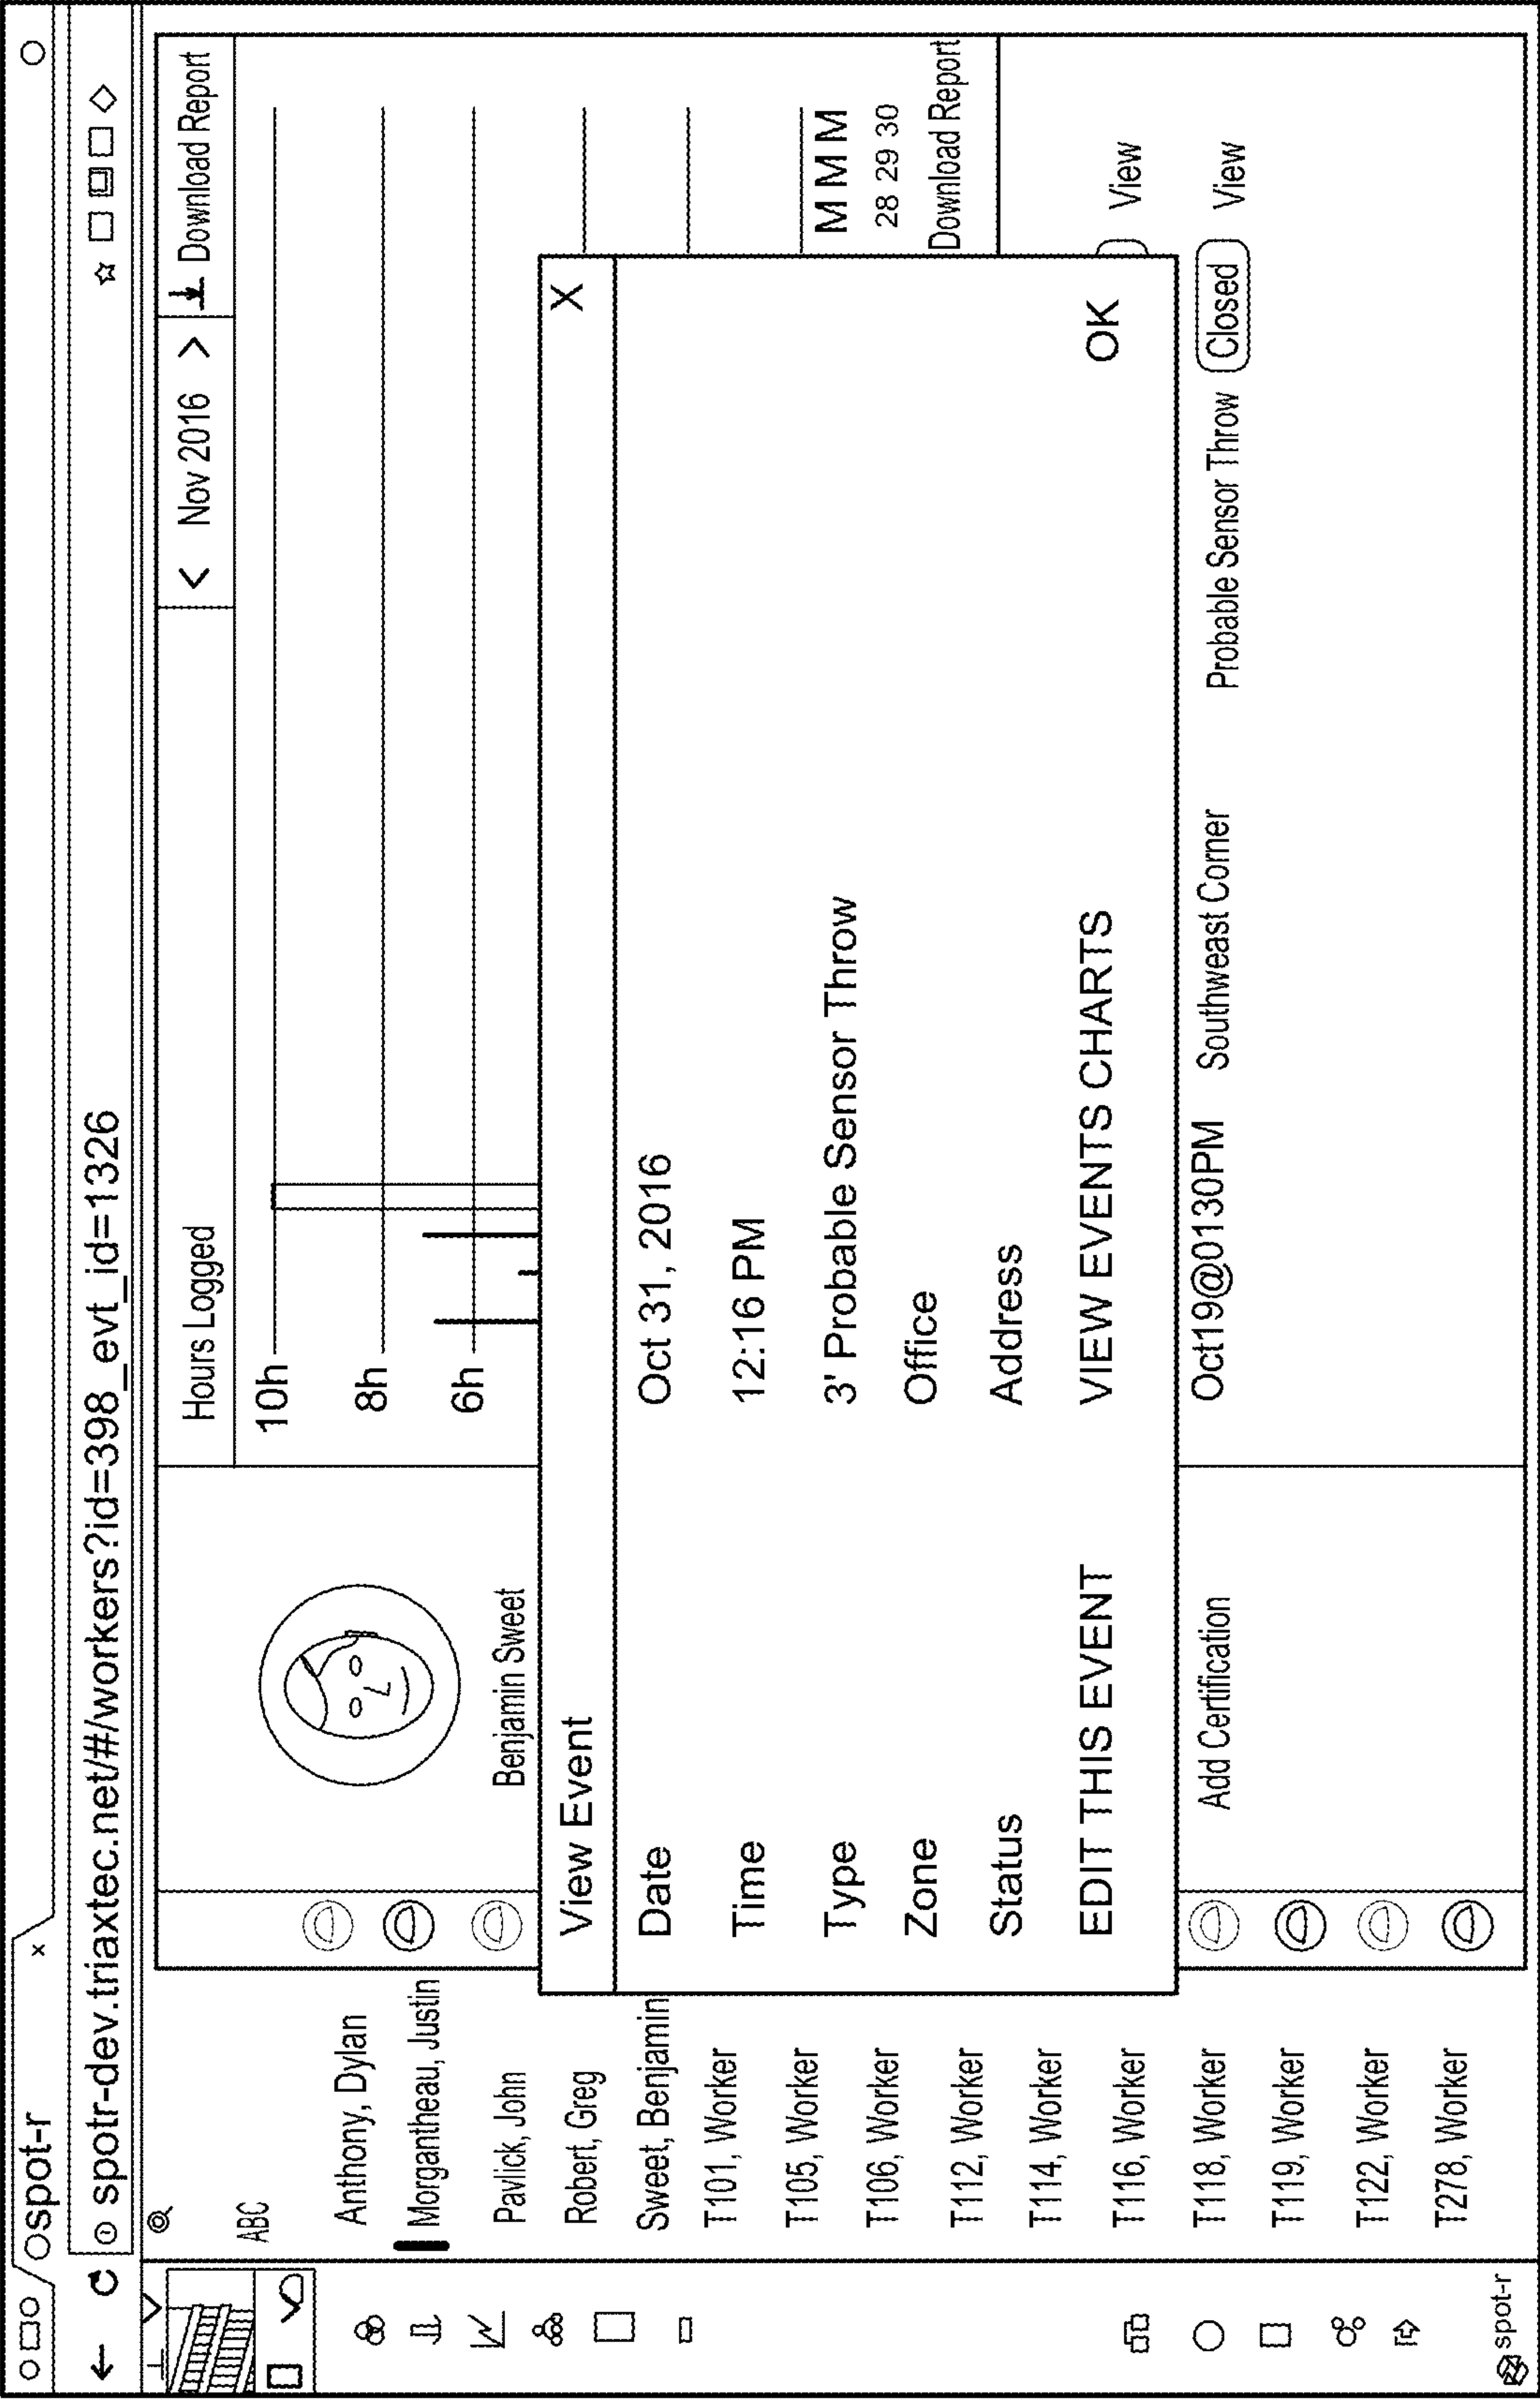 spot-r
x
spotr-dev.triaxtec.net/#/workers?id=398_evt_id=1326
ABC
Anthony, Dylan
Morgantheau, Justin
Pavlick, John
Robert, Greg
Sweet, Benjamin
T101, Worker
T105, Worker
T106, Worker
T112, Worker
T114, Worker
T116, Worker
T118, Worker
T119, Worker
T122, Worker
T278, Worker
spot-r
Benjamin Sweet
Add Certification
Hours Logged
< Nov 2016 >
Download Report
10h
8h
6h
M M M
28 29 30
Download Report
View Event X
Date Oct 31, 2016
Time 12:16 PM
Type 3' Probable Sensor Throw
Zone Office
Status Address
EDIT THIS EVENT VIEW EVENTS CHARTS OK
View
Oct19@0130PM Southwest Corner Probable Sensor Throw Closed View